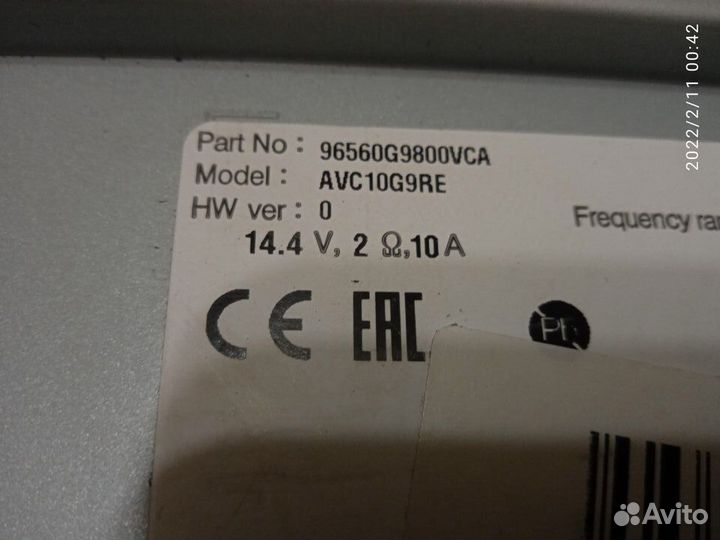 Part No : 96560G9800VCA
Model : AVC10G9RE
HW ver : 0
14.4 V, 2 Ω, 10 A
Frequency
CE EAC
Pb
2022/2/11 00:42
Avito